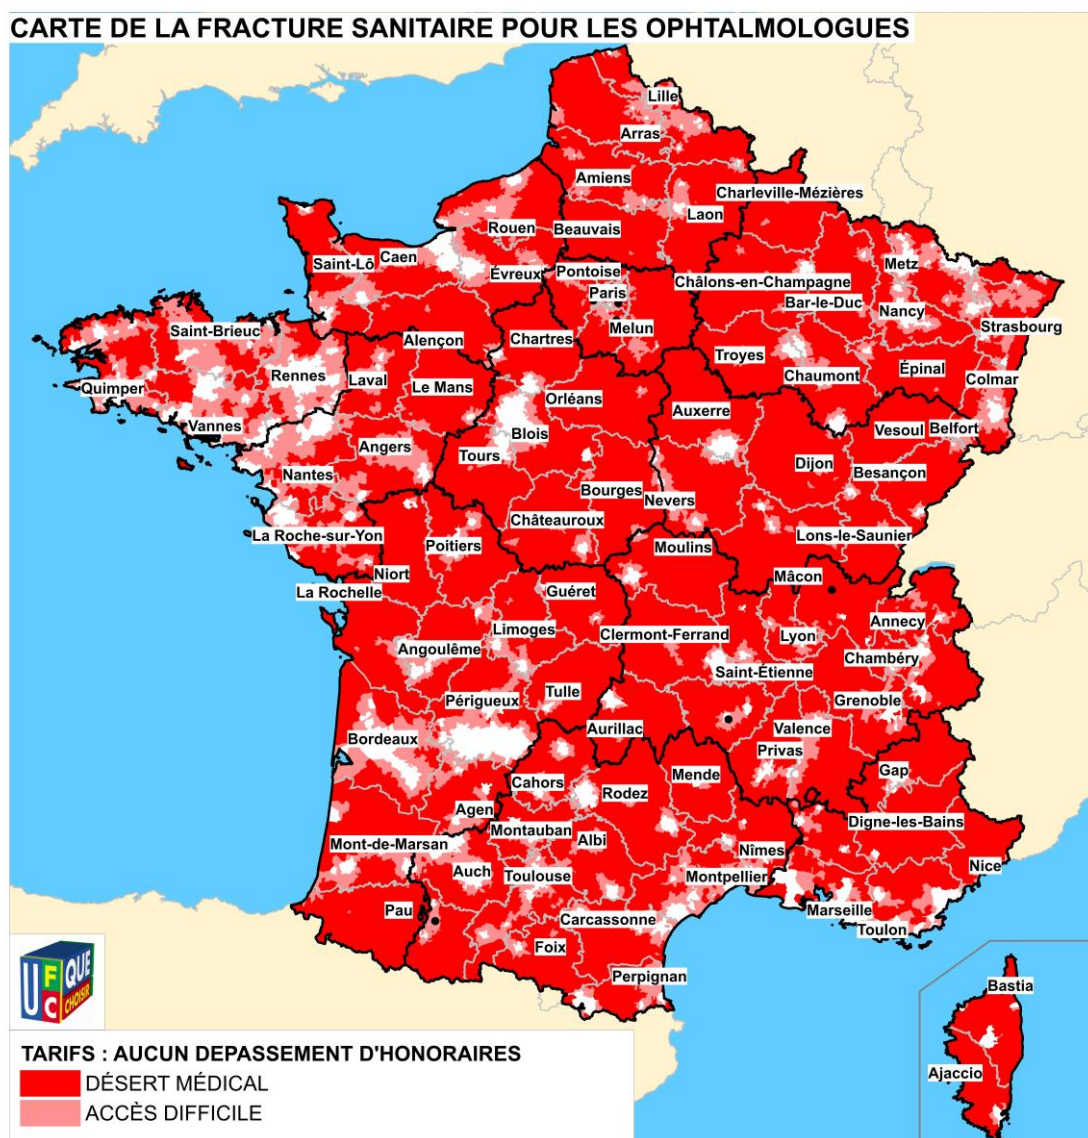 CARTE DE LA FRACTURE SANITAIRE POUR LES OPHTALMOLOGUES
Lille
Arras
Amiens
Charleville-Mézières
Laon
Rouen
Beauvais
Caen
Saint-Lô
Metz
Évreux
Pontoise
Châlons-en-Champagne
Paris
Bar-le-Duc
Nancy
Saint-Brieuc
Melun
Strasbourg
Alençon
Chartres
Troyes
Rennes
Laval
Le Mans
Chaumont
Épinal
Colmar
Quimper
Orléans
Auxerre
Vannes
Blois
Vesoul
Belfort
Angers
Tours
Dijon
Besançon
Nantes
Bourges
Nevers
Châteauroux
La Roche-sur-Yon
Lons-le-Saunier
Poitiers
Moulins
Niort
Mâcon
La Rochelle
Guéret
Annecy
Limoges
Clermont-Ferrand
Lyon
Angoulême
Chambéry
Saint-Étienne
Périgueux
Tulle
Grenoble
Aurillac
Valence
Bordeaux
Privas
Cahors
Mende
Gap
Rodez
Agen
Montauban
Digne-les-Bains
Mont-de-Marsan
Albi
Nîmes
Nice
Auch
Toulouse
Montpellier
Pau
Carcassonne
Marseille
Toulon
Foix
Perpignan
Bastia
Ajaccio
UFC
QUE
CHOISIR
TARIFS : AUCUN DEPASSEMENT D'HONORAIRES
DÉSERT MÉDICAL
ACCÈS DIFFICILE